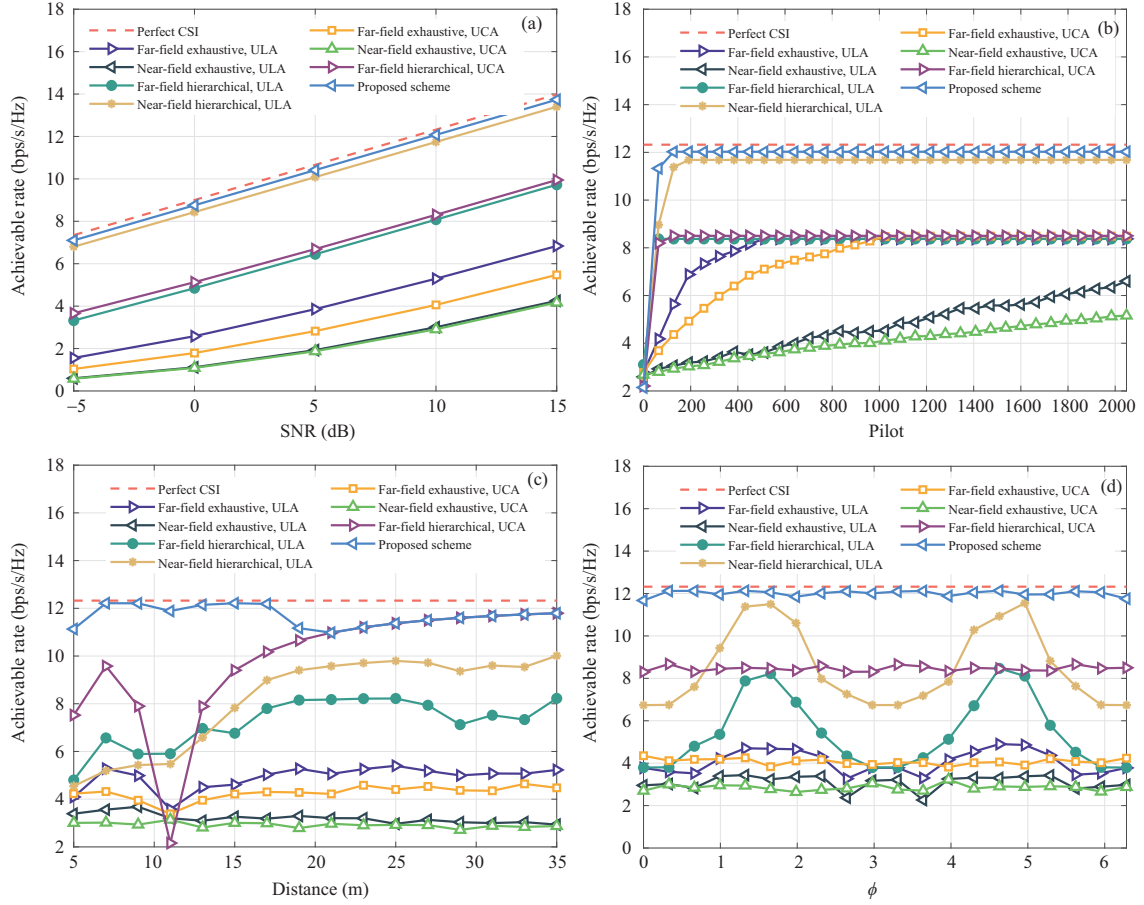 (a)
Perfect CSI
Far-field exhaustive, ULA
Near-field exhaustive, ULA
Far-field hierarchical, ULA
Near-field hierarchical, ULA
Far-field exhaustive, UCA
Near-field exhaustive, UCA
Far-field hierarchical, UCA
Proposed scheme
18
16
14
12
10
8
6
4
2
0
Achievable rate (bps/s/Hz)
−5 0 5 10 15
SNR (dB)
(b)
Perfect CSI
Far-field exhaustive, ULA
Near-field exhaustive, ULA
Far-field hierarchical, ULA
Near-field hierarchical, ULA
Far-field exhaustive, UCA
Near-field exhaustive, UCA
Far-field hierarchical, UCA
Proposed scheme
18
16
14
12
10
8
6
4
2
Achievable rate (bps/s/Hz)
0 200 400 600 800 1000 1200 1400 1600 1800 2000
Pilot
(c)
Perfect CSI
Far-field exhaustive, ULA
Near-field exhaustive, ULA
Far-field hierarchical, ULA
Near-field hierarchical, ULA
Far-field exhaustive, UCA
Near-field exhaustive, UCA
Far-field hierarchical, UCA
Proposed scheme
18
16
14
12
10
8
6
4
2
Achievable rate (bps/s/Hz)
5 10 15 20 25 30 35
Distance (m)
(d)
Perfect CSI
Far-field exhaustive, ULA
Near-field exhaustive, ULA
Far-field hierarchical, ULA
Near-field hierarchical, ULA
Far-field exhaustive, UCA
Near-field exhaustive, UCA
Far-field hierarchical, UCA
Proposed scheme
18
16
14
12
10
8
6
4
2
0
Achievable rate (bps/s/Hz)
0 1 2 3 4 5 6
ϕ